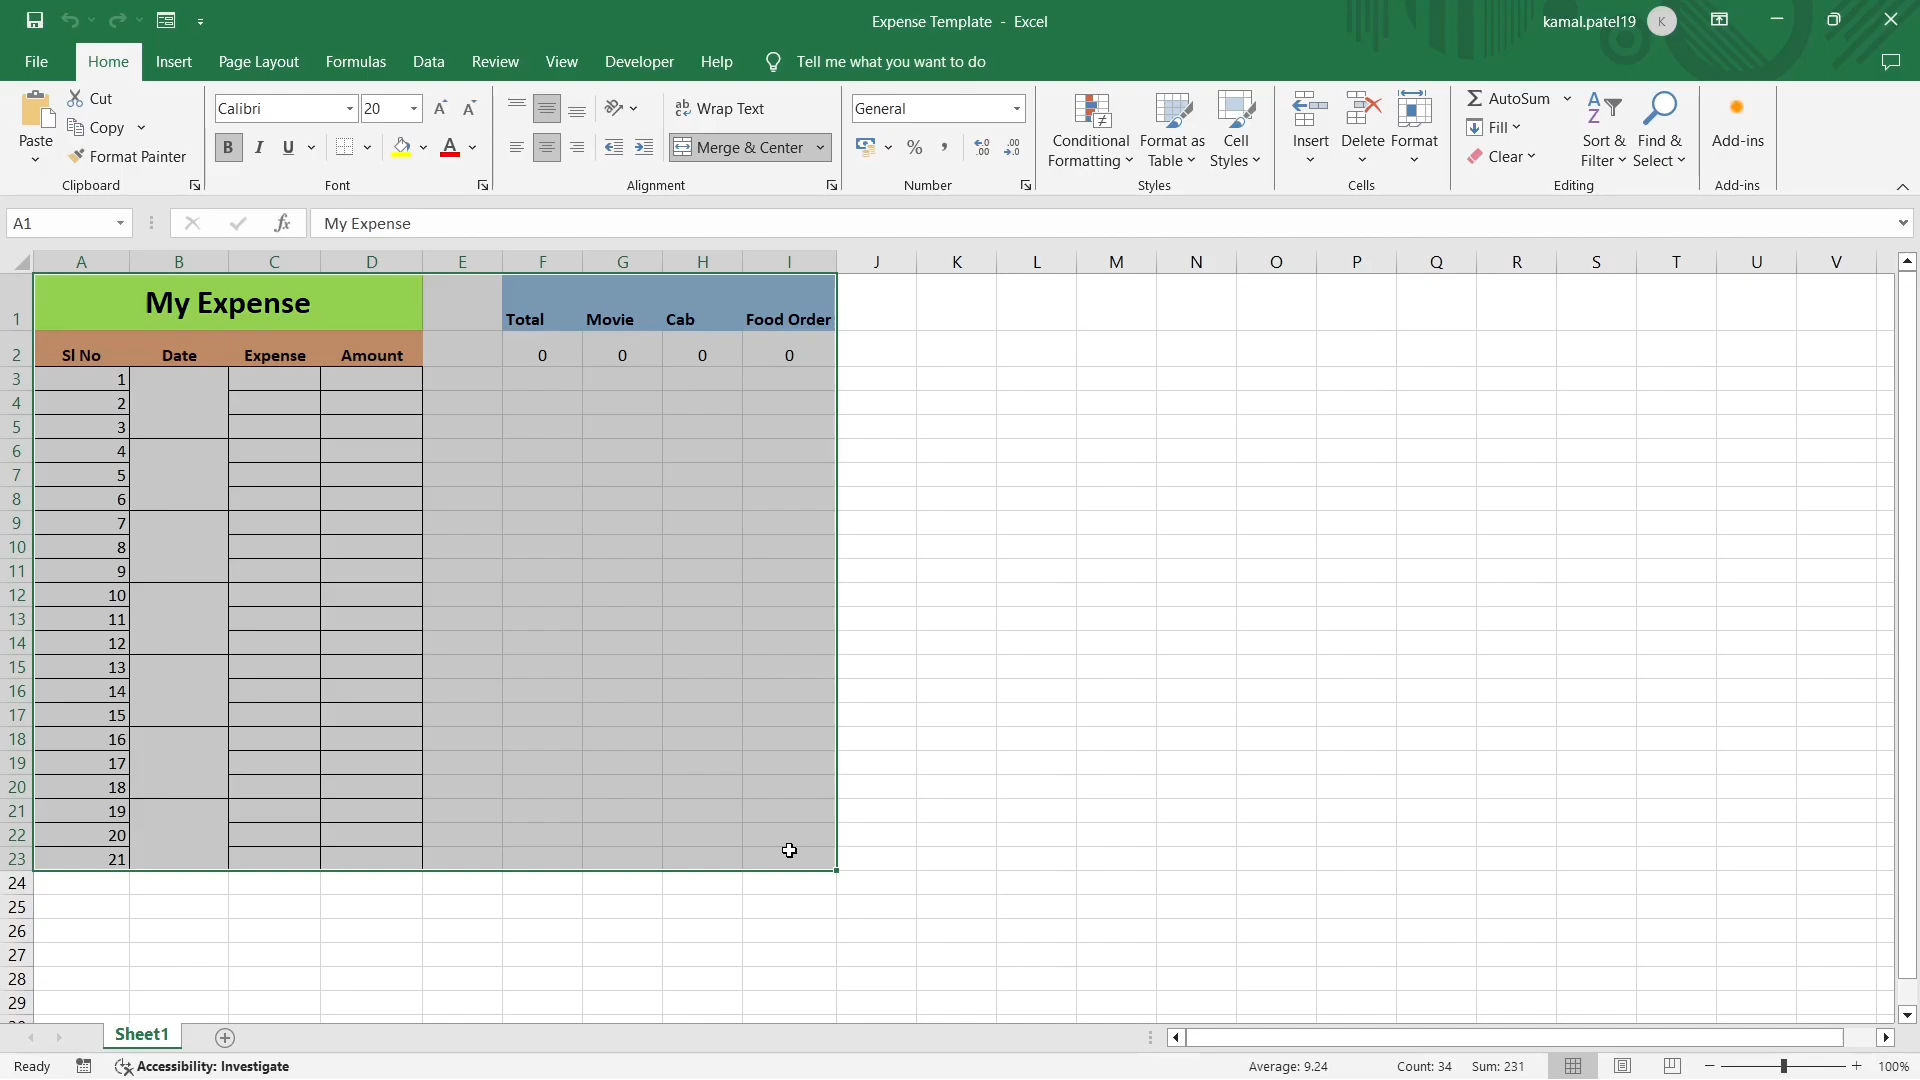 Expense Template - Excel
kamal.patel19 K
File Home Insert Page Layout Formulas Data Review View Developer Help Tell me what you want to do
Paste
Cut
Copy
Format Painter
Clipboard
Calibri 20 A A
B I U A
Font
ab Wrap Text
Merge & Center
Alignment
General
% , .00
Number
Conditional Formatting
Format as Table
Cell Styles
Styles
Insert Delete Format
Cells
AutoSum
Fill
Clear
Sort & Filter
Find & Select
Editing
Add-ins
Add-ins
A1 fx My Expense
A B C D E F G H I J K L M N O P Q R S T U V
1 My Expense Total Movie Cab Food Order
2 Sl No Date Expense Amount 0 0 0 0
3 1
4 2
5 3
6 4
7 5
8 6
9 7
10 8
11 9
12 10
13 11
14 12
15 13
16 14
17 15
18 16
19 17
20 18
21 19
22 20
23 21
24
25
26
27
28
29
Sheet1
Ready Accessibility: Investigate Average: 9.24 Count: 34 Sum: 231 100%